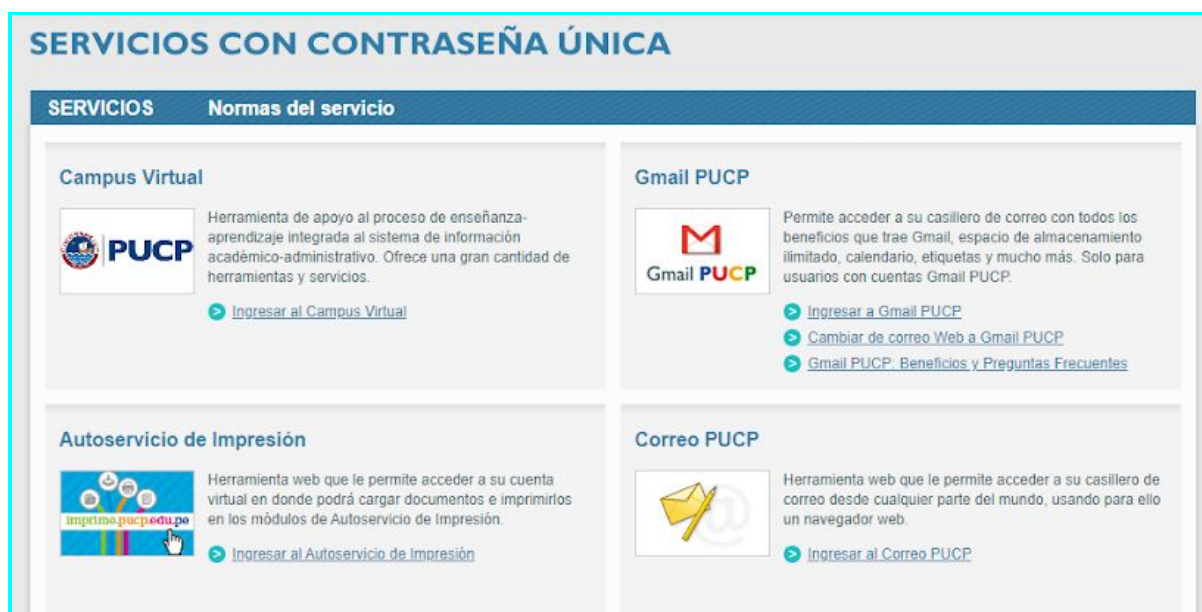 SERVICIOS CON CONTRASEÑA ÚNICA
SERVICIOS Normas del servicio
Campus Virtual
PUCP
Herramienta de apoyo al proceso de enseñanza-
aprendizaje integrada al sistema de información
académico-administrativo. Ofrece una gran cantidad de
herramientas y servicios.
Ingresar al Campus Virtual
Gmail PUCP
Gmail PUCP
Permite acceder a su casillero de correo con todos los
beneficios que trae Gmail, espacio de almacenamiento
ilimitado, calendario, etiquetas y mucho más. Solo para
usuarios con cuentas Gmail PUCP.
Ingresar a Gmail PUCP
Cambiar de correo Web a Gmail PUCP
Gmail PUCP: Beneficios y Preguntas Frecuentes
Autoservicio de Impresión
imprime.pucp.edu.pe
Herramienta web que le permite acceder a su cuenta
virtual en donde podrá cargar documentos e imprimirlos
en los módulos de Autoservicio de Impresión.
Ingresar al Autoservicio de Impresión
Correo PUCP
@
Herramienta web que le permite acceder a su casillero de
correo desde cualquier parte del mundo, usando para ello
un navegador web.
Ingresar al Correo PUCP